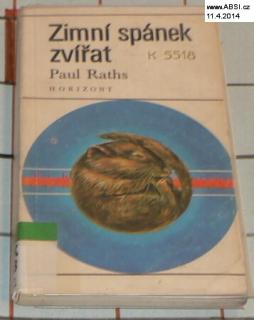 www.ABSI.cz
11.4.2014
Zimní spánek
zvířat
K 5518
Paul Raths
HORIZONT